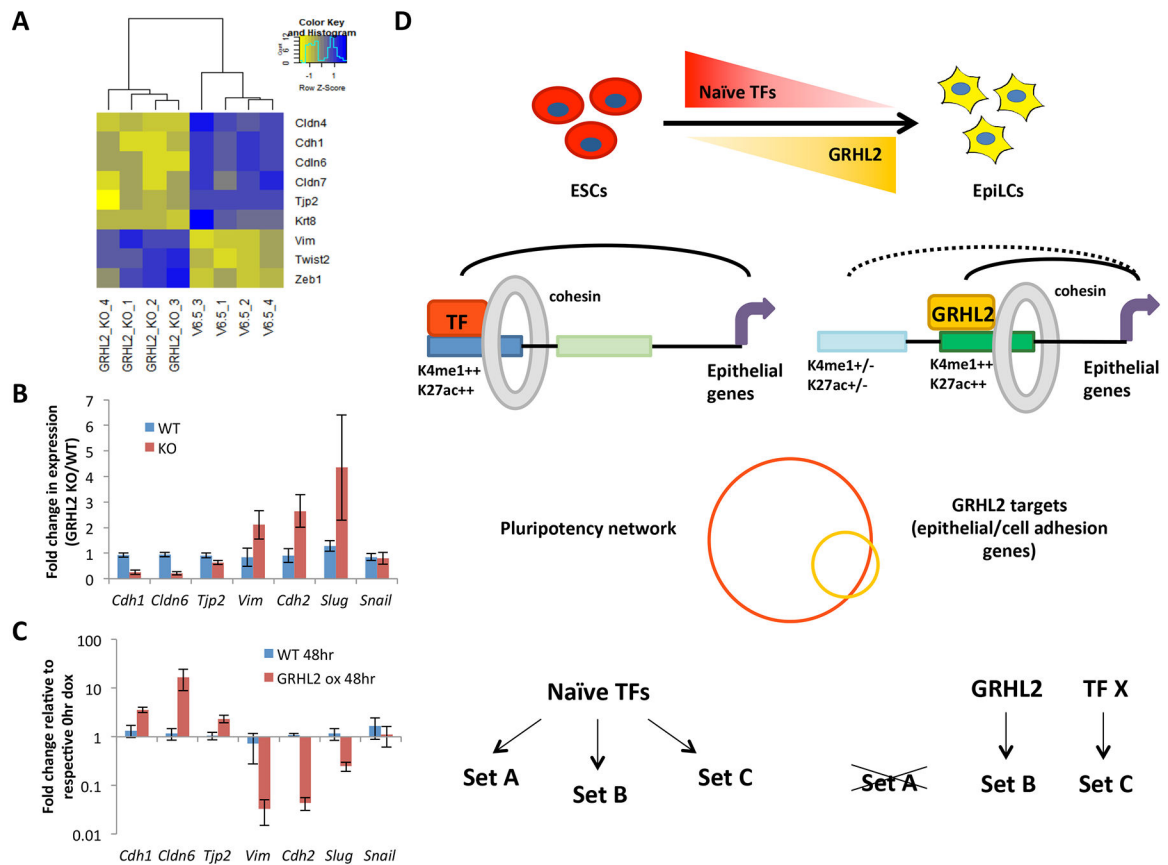 A
Color Key
and Histogram
Count
0 6 12
-1 1
Row Z-Score
Cldn4
Cdh1
Cdln6
Cldn7
Tjp2
Krt8
Vim
Twist2
Zeb1
GRHL2_KO_4
GRHL2_KO_1
GRHL2_KO_2
GRHL2_KO_3
V6.5_3
V6.5_1
V6.5_2
V6.5_4
B
Fold change in expression
(GRHL2 KO/WT)
7
6
5
4
3
2
1
0
WT
KO
Cdh1 Cldn6 Tjp2 Vim Cdh2 Slug Snail
C
Fold change relative to
respective 0hr dox
100
10
1
0.1
0.01
WT 48hr
GRHL2 ox 48hr
Cdh1 Cldn6 Tjp2 Vim Cdh2 Slug Snail
D
Naïve TFs
GRHL2
ESCs
EpiLCs
TF
cohesin
K4me1++
K27ac++
Epithelial
genes
GRHL2
cohesin
K4me1+/-
K27ac+/-
K4me1++
K27ac++
Epithelial
genes
Pluripotency network
GRHL2 targets
(epithelial/cell adhesion
genes)
Naïve TFs
Set A
Set B
Set C
GRHL2
TF X
Set A
Set B
Set C